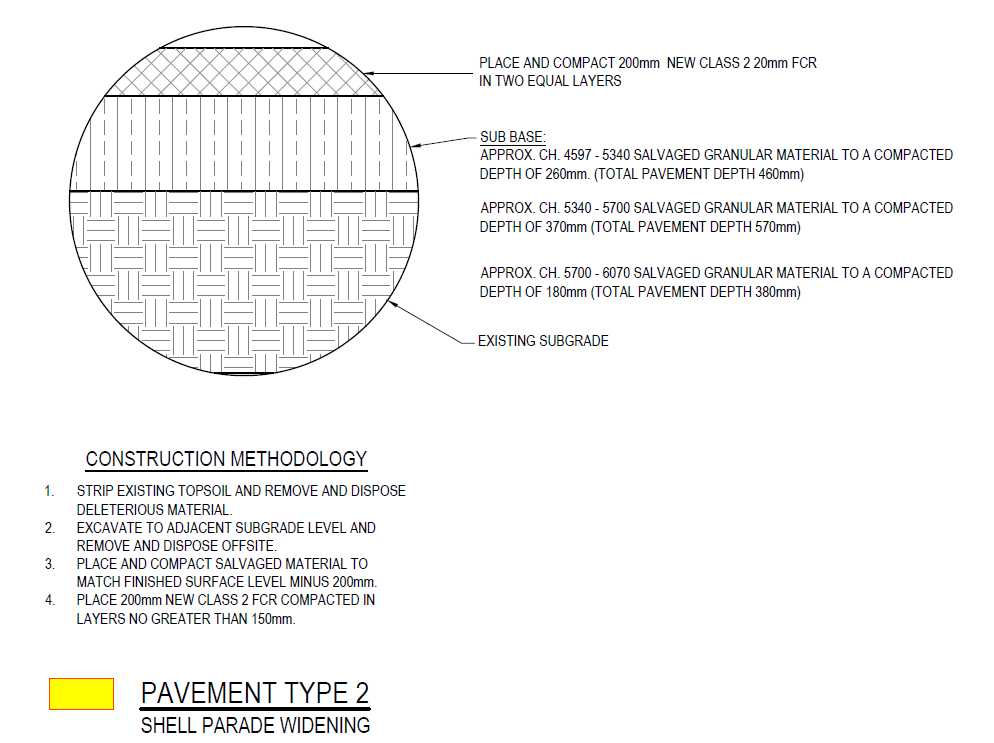 PLACE AND COMPACT 200mm NEW CLASS 2 20mm FCR
IN TWO EQUAL LAYERS
SUB BASE:
APPROX. CH. 4597 - 5340 SALVAGED GRANULAR MATERIAL TO A COMPACTED
DEPTH OF 260mm. (TOTAL PAVEMENT DEPTH 460mm)
APPROX. CH. 5340 - 5700 SALVAGED GRANULAR MATERIAL TO A COMPACTED
DEPTH OF 370mm (TOTAL PAVEMENT DEPTH 570mm)
APPROX. CH. 5700 - 6070 SALVAGED GRANULAR MATERIAL TO A COMPACTED
DEPTH OF 180mm (TOTAL PAVEMENT DEPTH 380mm)
EXISTING SUBGRADE
CONSTRUCTION METHODOLOGY
1. STRIP EXISTING TOPSOIL AND REMOVE AND DISPOSE
DELETERIOUS MATERIAL.
2. EXCAVATE TO ADJACENT SUBGRADE LEVEL AND
REMOVE AND DISPOSE OFFSITE.
3. PLACE AND COMPACT SALVAGED MATERIAL TO
MATCH FINISHED SURFACE LEVEL MINUS 200mm.
4. PLACE 200mm NEW CLASS 2 FCR COMPACTED IN
LAYERS NO GREATER THAN 150mm.
PAVEMENT TYPE 2
SHELL PARADE WIDENING